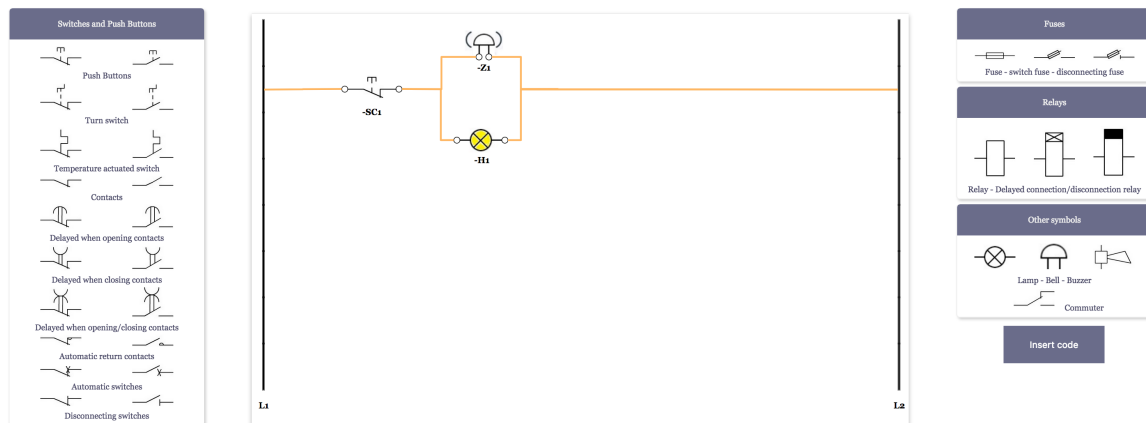 Switches and Push Buttons
Push Buttons
Turn switch
Temperature actuated switch
Contacts
Delayed when opening contacts
Delayed when closing contacts
Delayed when opening/closing contacts
Automatic return contacts
Automatic switches
Disconnecting switches
-Z1
-SC1
-H1
L1
L2
Fuses
Fuse - switch fuse - disconnecting fuse
Relays
Relay - Delayed connection/disconnection relay
Other symbols
Lamp - Bell - Buzzer
Commuter
Insert code